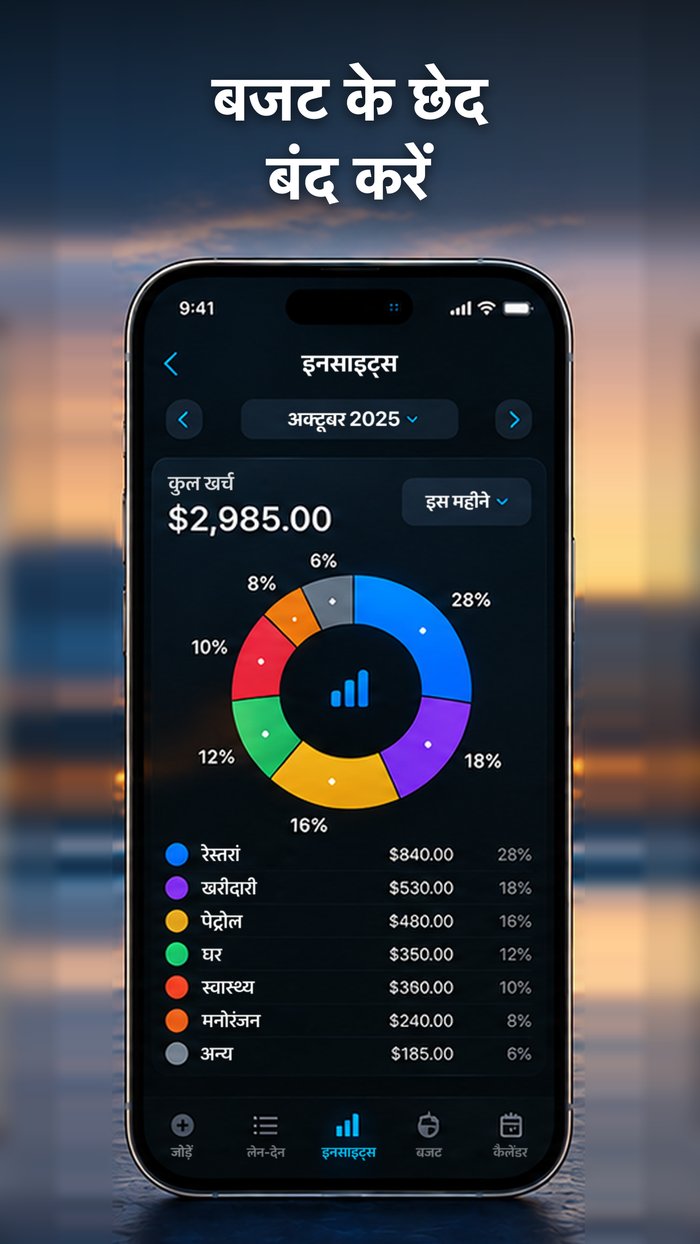 बजट के छेद
बंद करें
9:41
इनसाइट्स
अक्टूबर 2025
कुल खर्च
$2,985.00
इस महीने
6%
8%
28%
10%
12%
18%
16%
रेस्तरां $840.00 28%
खरीदारी $530.00 18%
पेट्रोल $480.00 16%
घर $350.00 12%
स्वास्थ्य $360.00 10%
मनोरंजन $240.00 8%
अन्य $185.00 6%
जोड़ें लेन-देन इनसाइट्स बजट कैलेंडर